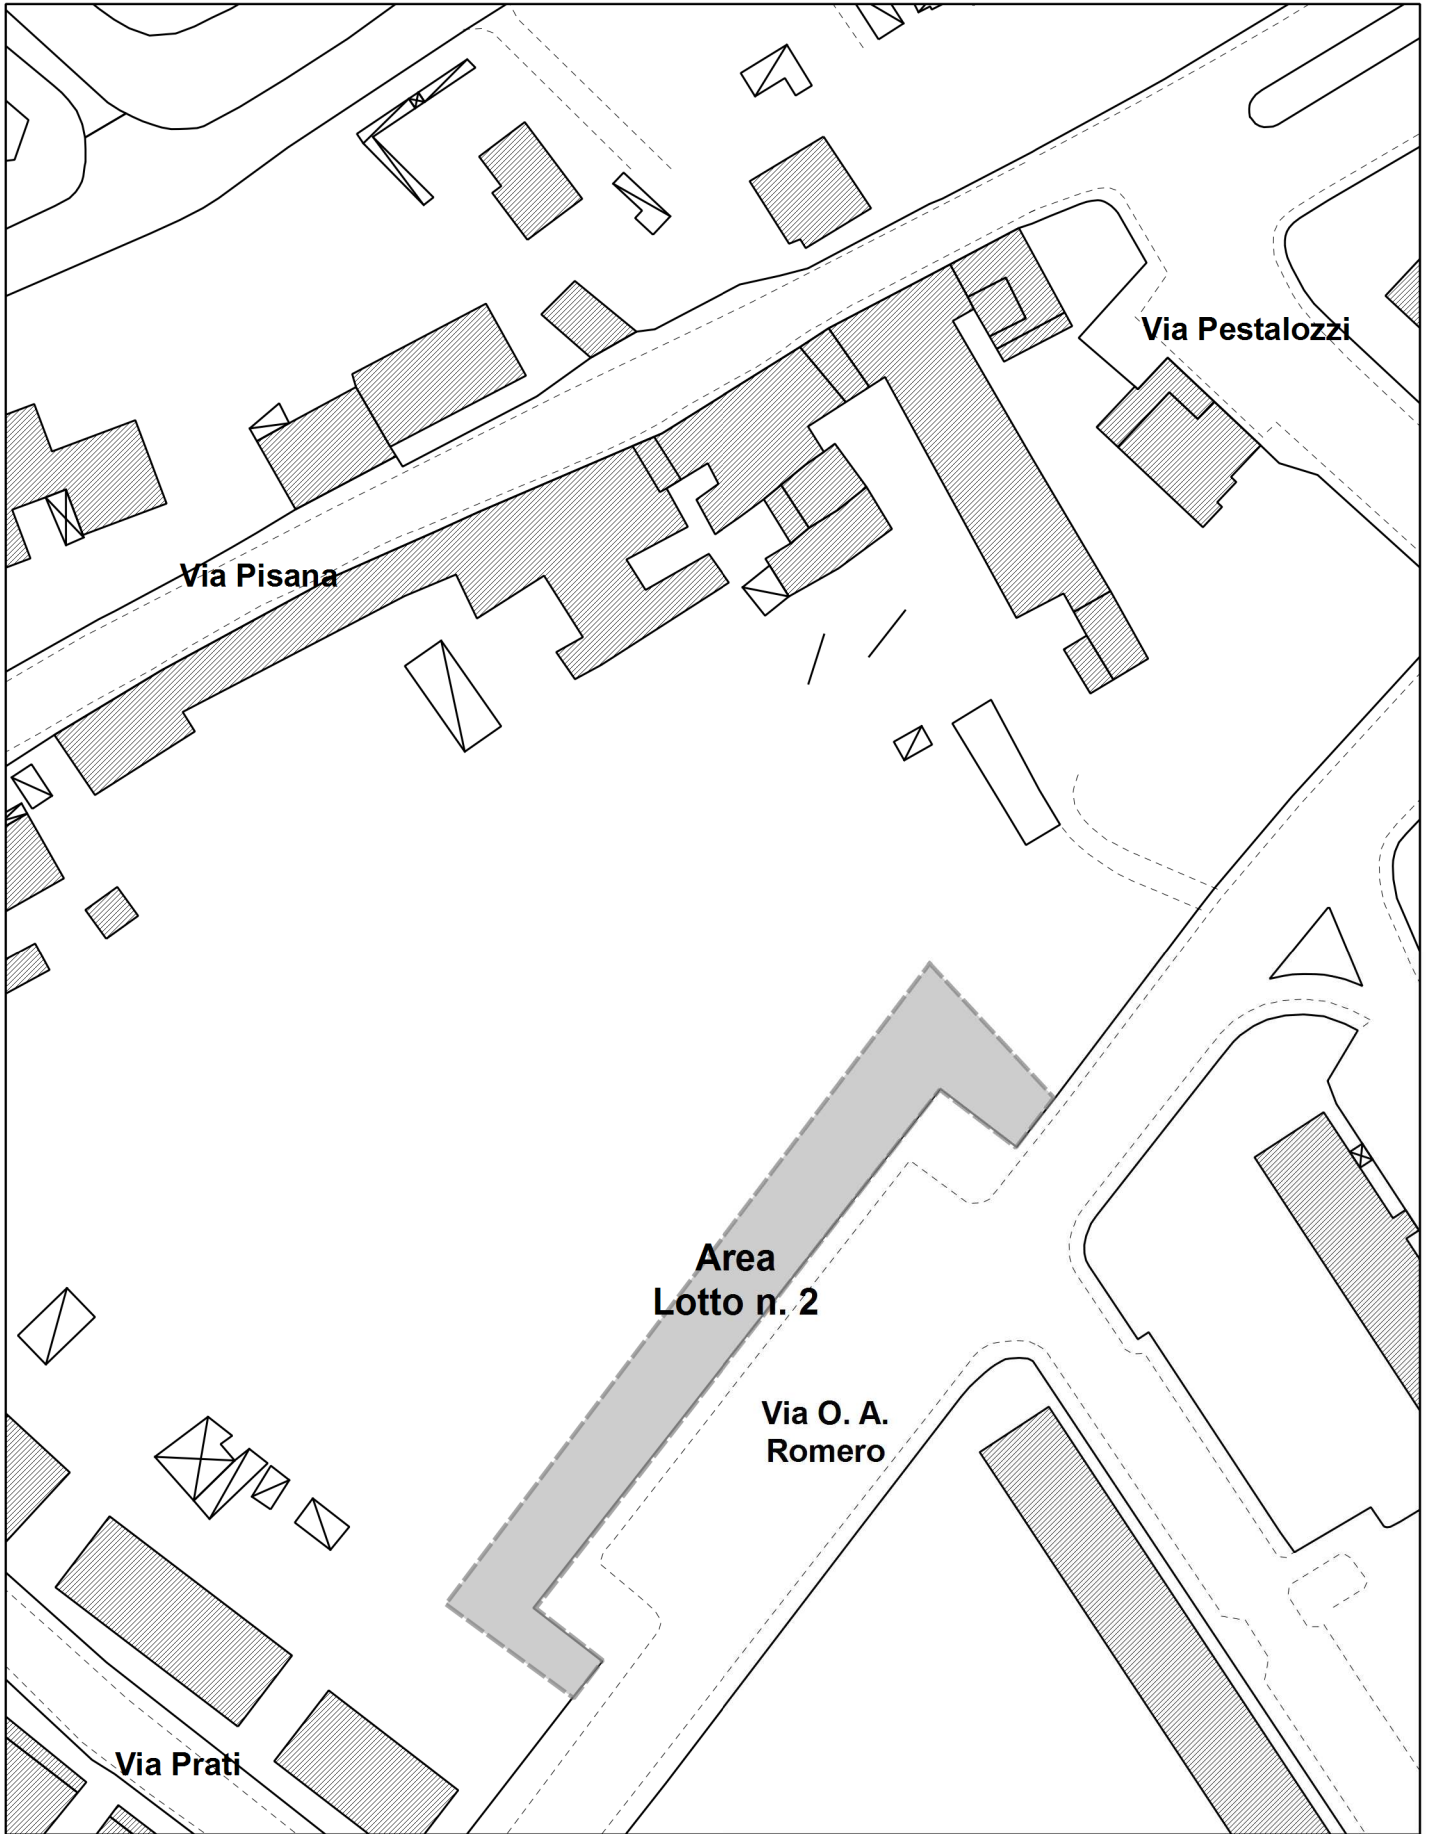 Via Pestalozzi
Via Pisana
Area
Lotto n. 2
Via O. A.
Romero
Via Prati